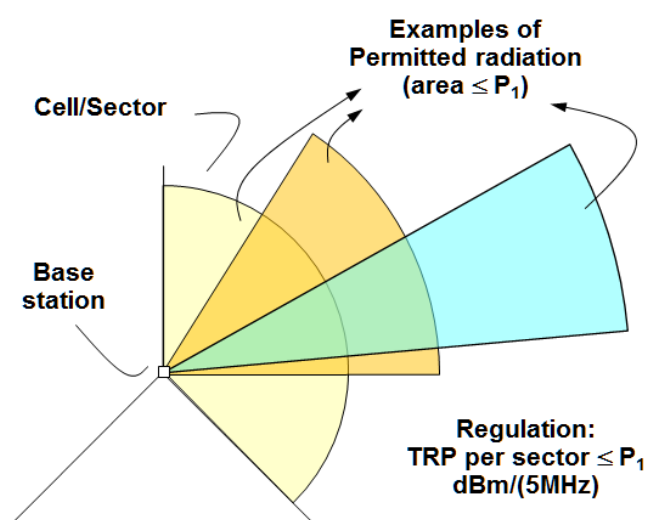 Examples of
Permitted radiation
(area ≤ P₁)
Cell/Sector
Base
station
Regulation:
TRP per sector ≤ P₁
dBm/(5MHz)